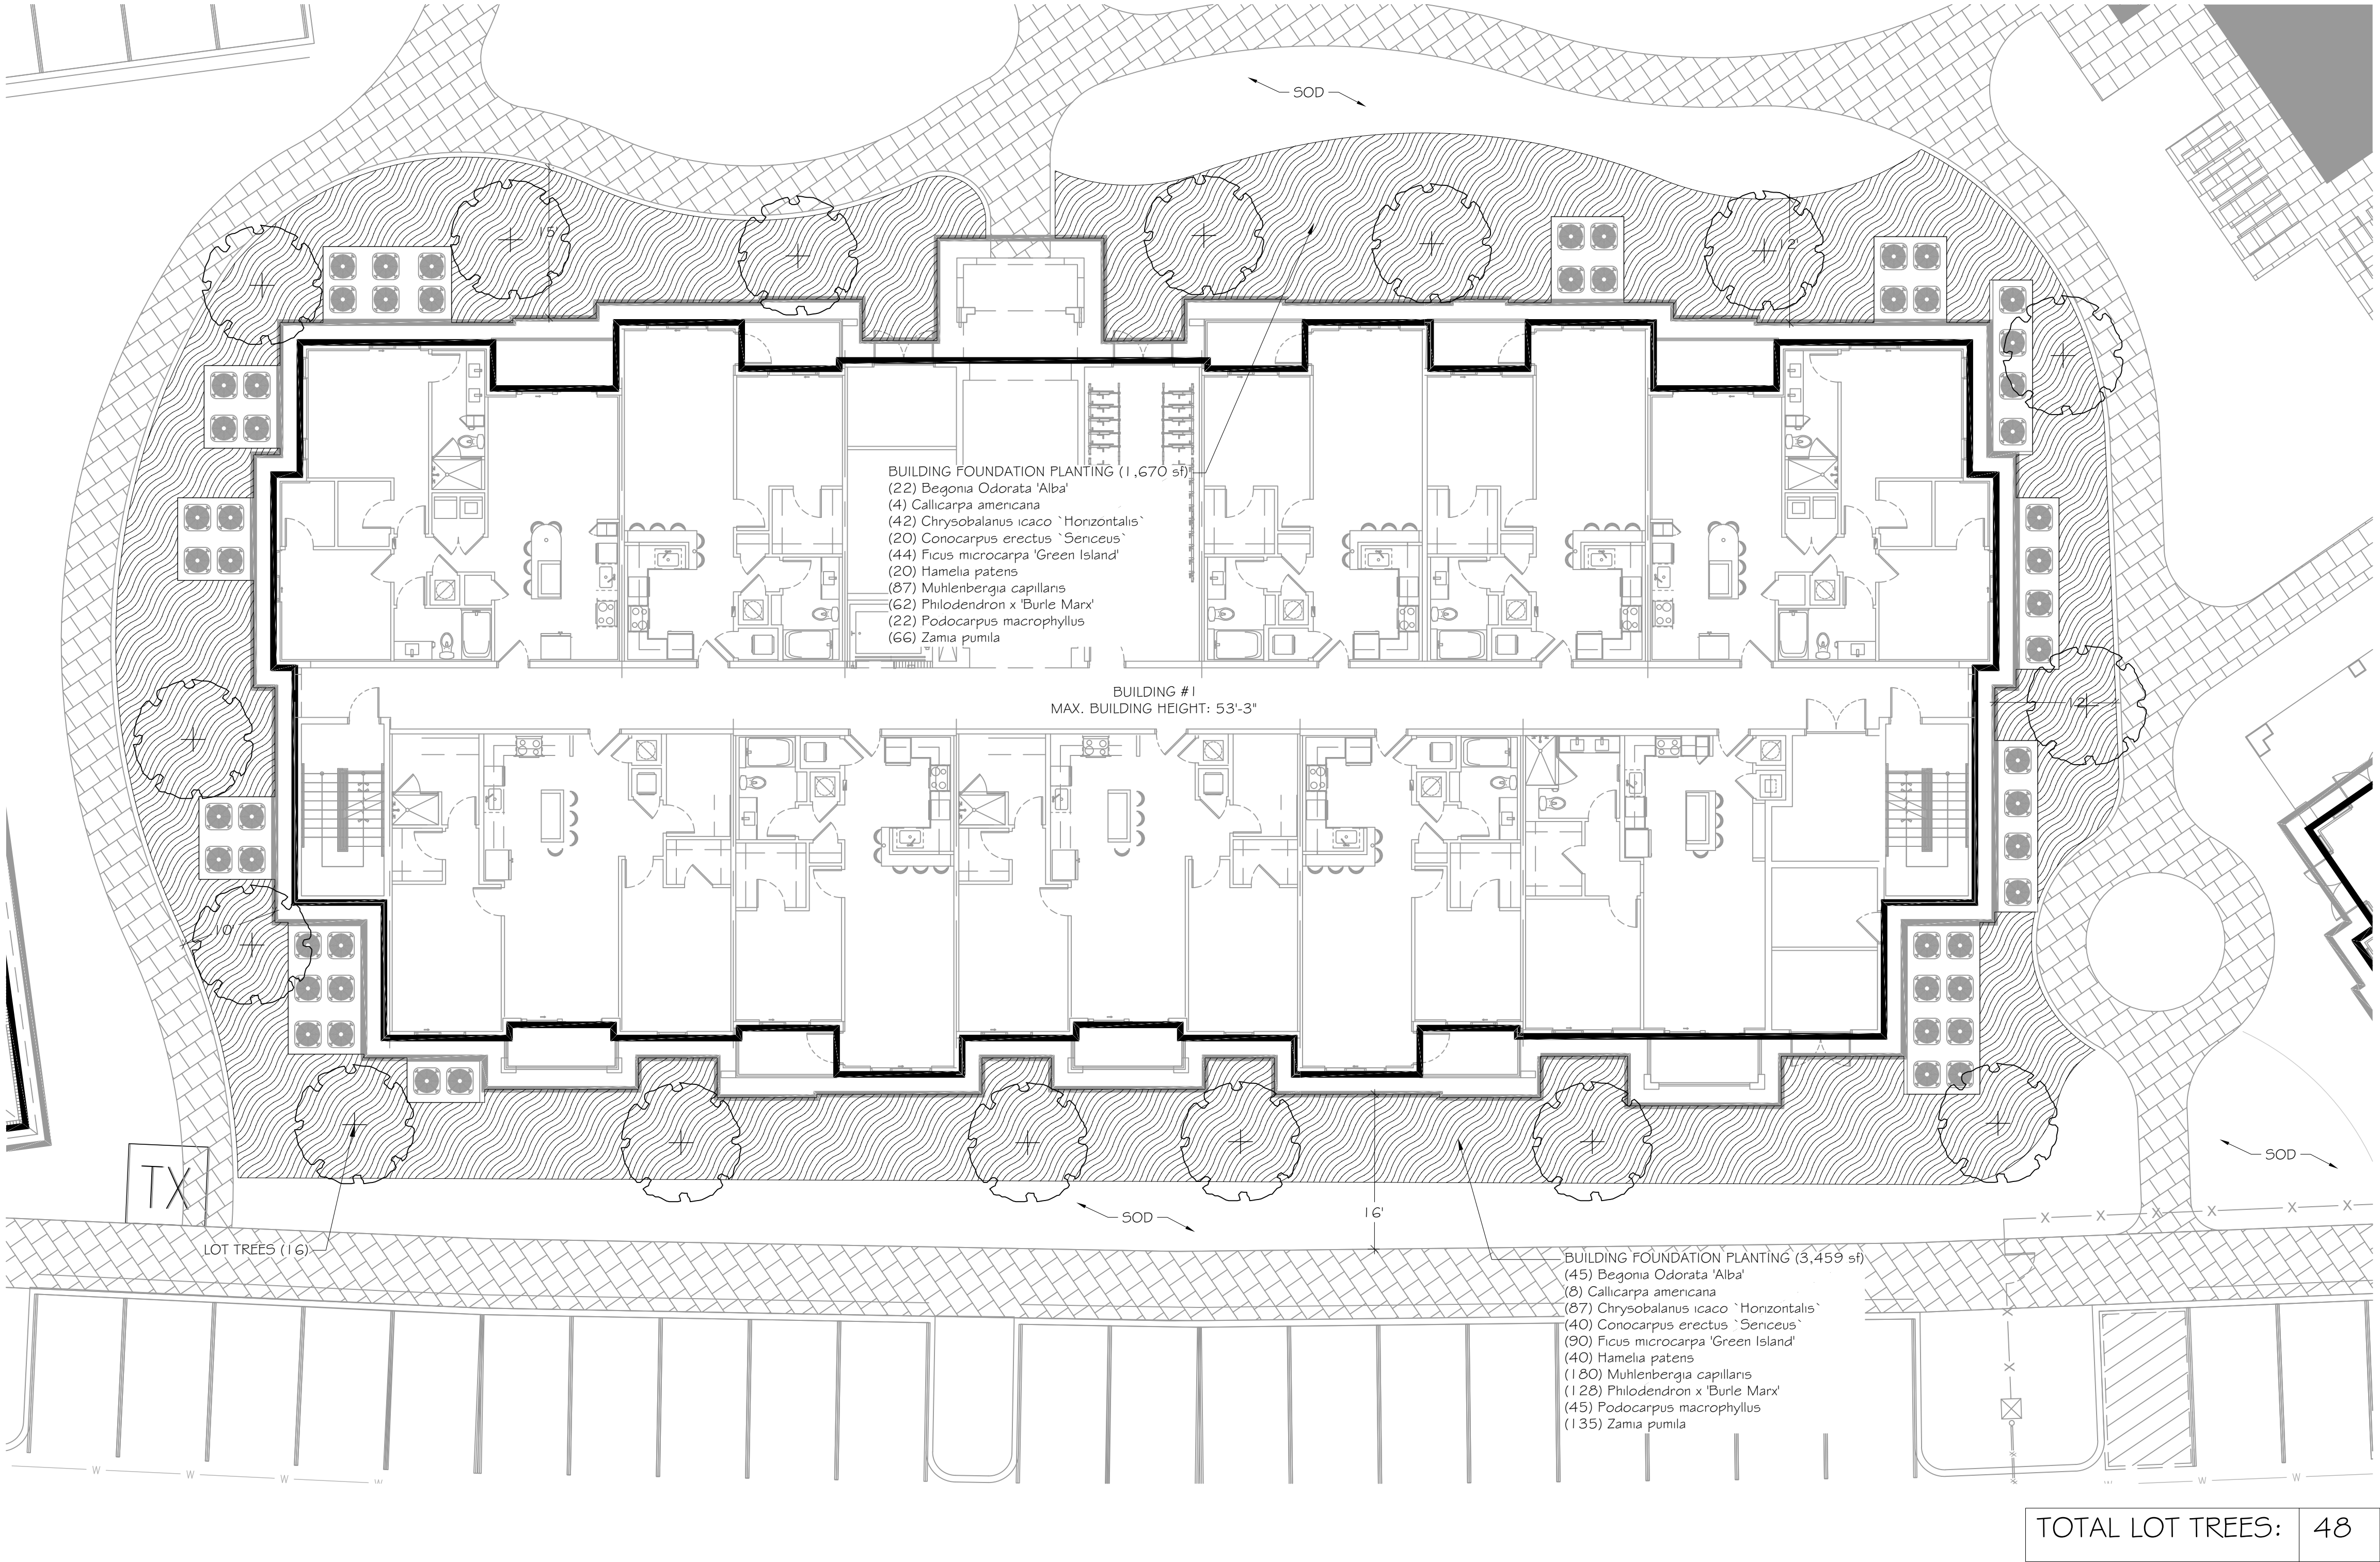 SOD
15'
12'
BUILDING FOUNDATION PLANTING (1,670 sf)
(22) Begonia Odorata 'Alba'
(4) Callicarpa americana
(42) Chrysobalanus icaco `Horizontalis`
(20) Conocarpus erectus `Sericeus`
(44) Ficus microcarpa 'Green Island'
(20) Hamelia patens
(87) Muhlenbergia capillaris
(62) Philodendron x 'Burle Marx'
(22) Podocarpus macrophyllus
(66) Zamia pumila
BUILDING #1
MAX. BUILDING HEIGHT: 53'-3"
12'
10'
SOD
TX
SOD
16'
X X X X X
LOT TREES (16)
BUILDING FOUNDATION PLANTING (3,459 sf)
(45) Begonia Odorata 'Alba'
(8) Callicarpa americana
(87) Chrysobalanus icaco `Horizontalis`
(40) Conocarpus erectus `Sericeus`
(90) Ficus microcarpa 'Green Island'
(40) Hamelia patens
(180) Muhlenbergia capillaris
(128) Philodendron x 'Burle Marx'
(45) Podocarpus macrophyllus
(135) Zamia pumila
W W W W W W
TOTAL LOT TREES: 48